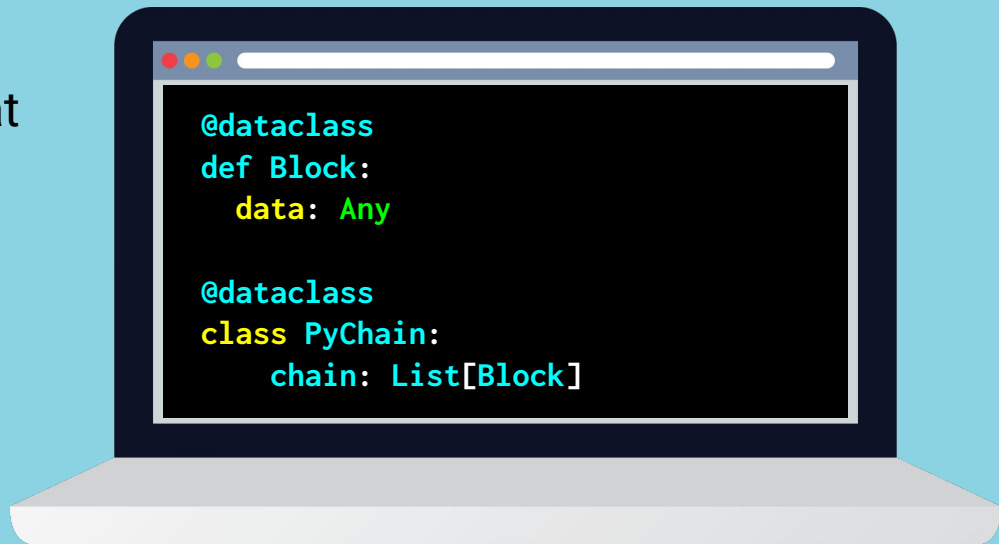 @dataclass
def Block:
  data: Any

@dataclass
class PyChain:
    chain: List[Block]